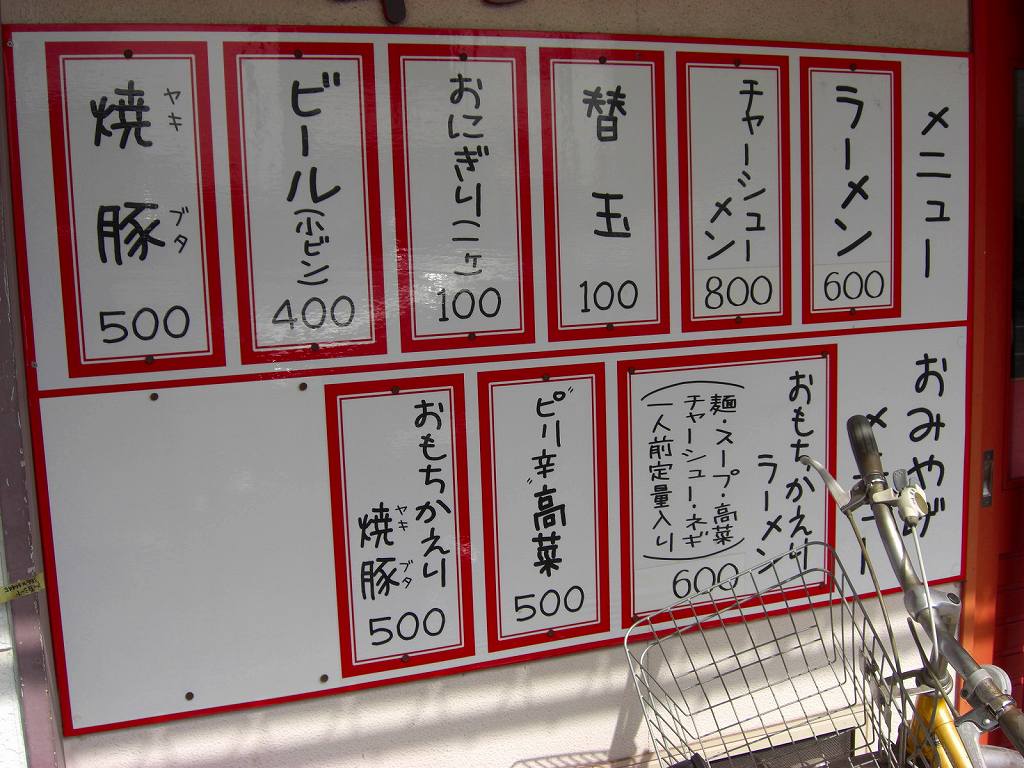 メニュー
ラーメン
600
チャーシュー
メン
800
替玉
100
おにぎり(一ヶ)
100
ビール(小ビン)
400
焼豚
ヤキ
ブタ
500
おみやげ
おもちかえり
ラーメン
(麺・スープ・高菜
チャーシュー・ネギ
一人前定量入り)
600
ピリ辛高菜
500
おもちかえり
焼豚
ヤキ
ブタ
500